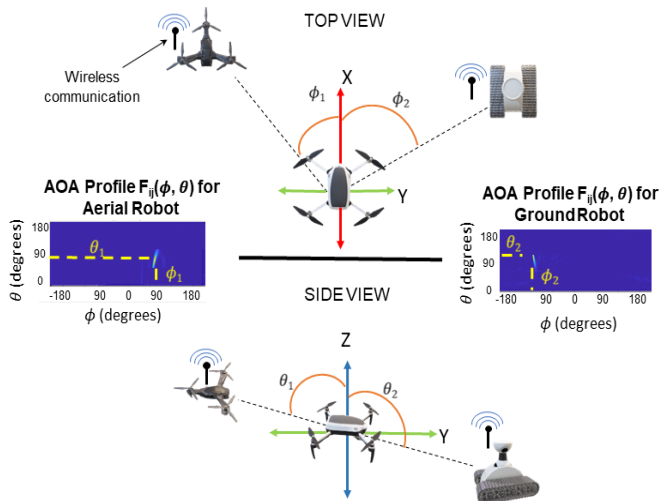 TOP VIEW
Wireless
communication
X
ϕ₁
ϕ₂
Y
AOA Profile Fᵢⱼ(ϕ, θ) for
Aerial Robot
180
90
0
θ (degrees)
θ₁
ϕ₁
-180 90 0 90 180
ϕ (degrees)
AOA Profile Fᵢⱼ(ϕ, θ) for
Ground Robot
180
90
0
θ (degrees)
θ₂
ϕ₂
-180 90 0 90 180
ϕ (degrees)
SIDE VIEW
Z
θ₁
θ₂
Y